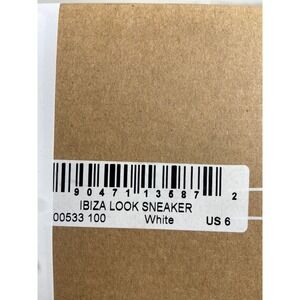 90471 13587 2
IBIZA LOOK SNEAKER
00533 100 White US 6